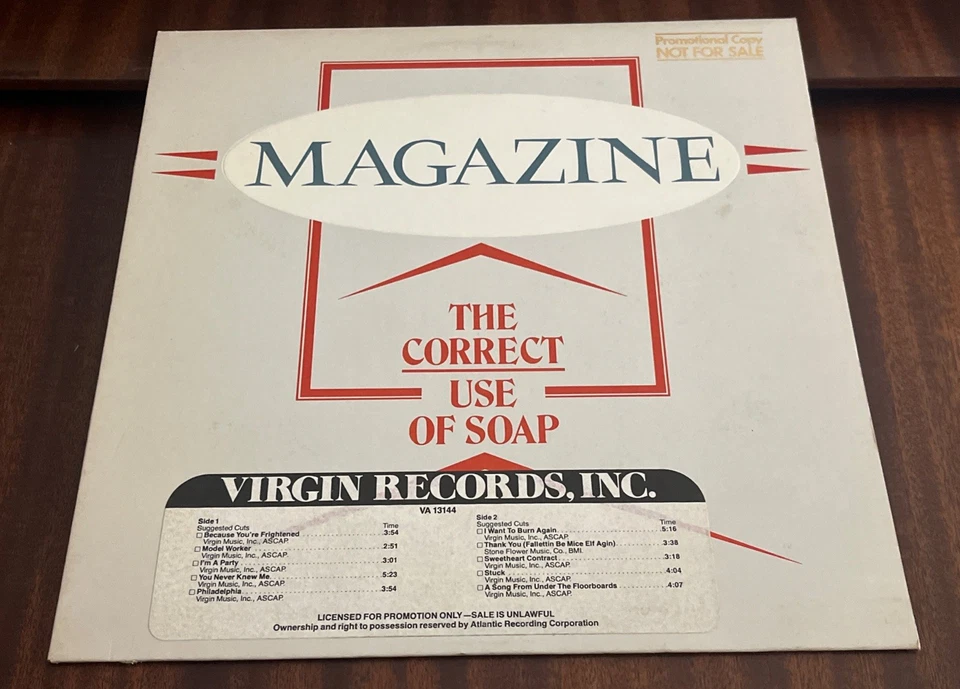 Promotional Copy
NOT FOR SALE
MAGAZINE
THE
CORRECT
USE
OF SOAP
VIRGIN RECORDS, INC.
VA 13144
Side 1
Suggested Cuts Time
Because You're Frightened 3:54
Virgin Music, Inc., ASCAP.
Model Worker 2:51
Virgin Music, Inc., ASCAP.
I'm A Party 3:01
Virgin Music, Inc., ASCAP.
You Never Knew Me 5:23
Virgin Music, Inc., ASCAP.
Philadelphia 3:54
Virgin Music, Inc., ASCAP.
Side 2
Suggested Cuts Time
I Want To Burn Again 5:16
Virgin Music, Inc., ASCAP.
Thank You (Fallettin Be Mice Elf Agin) 3:38
Stone Flower Music, Co., BMI.
Sweetheart Contract 3:18
Virgin Music, Inc., ASCAP.
Stuck 4:04
Virgin Music, Inc., ASCAP.
A Song From Under The Floorboards 4:07
Virgin Music, Inc., ASCAP.
LICENSED FOR PROMOTION ONLY—SALE IS UNLAWFUL
Ownership and right to possession reserved by Atlantic Recording Corporation